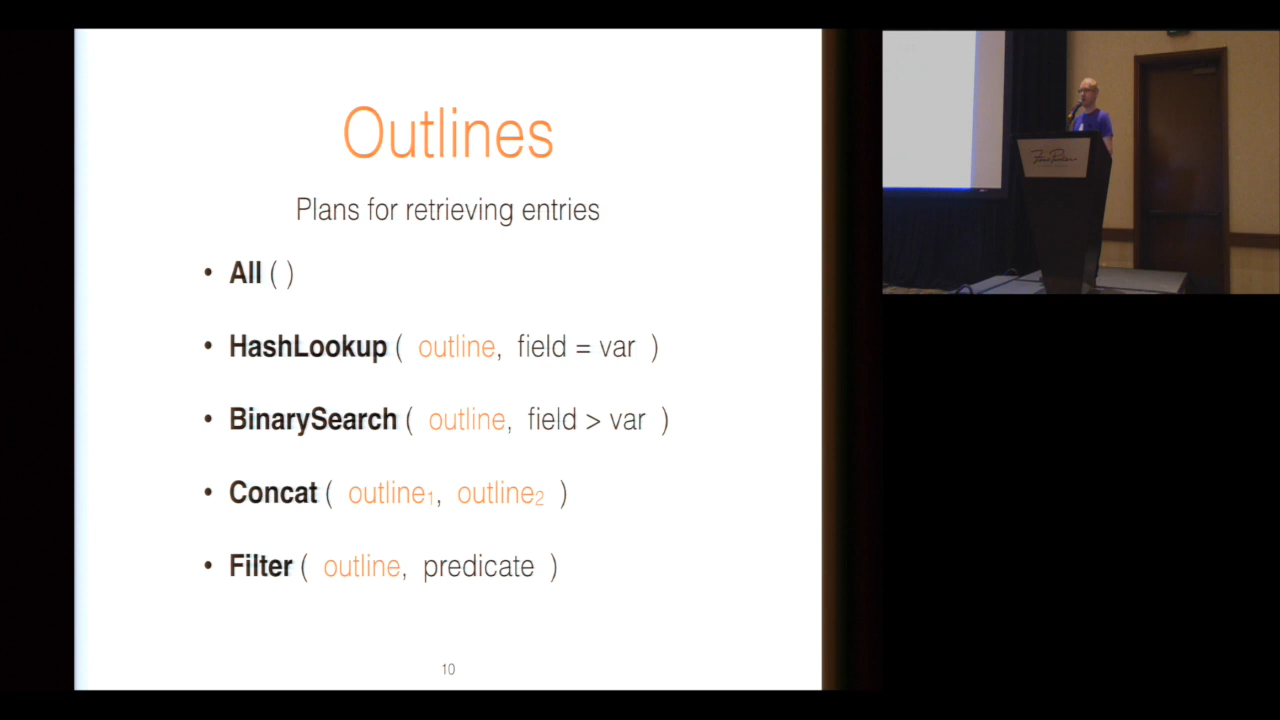 Outlines
Plans for retrieving entries
• All ( )
• HashLookup ( outline, field = var )
• BinarySearch ( outline, field > var )
• Concat ( outline₁, outline₂ )
• Filter ( outline, predicate )
10